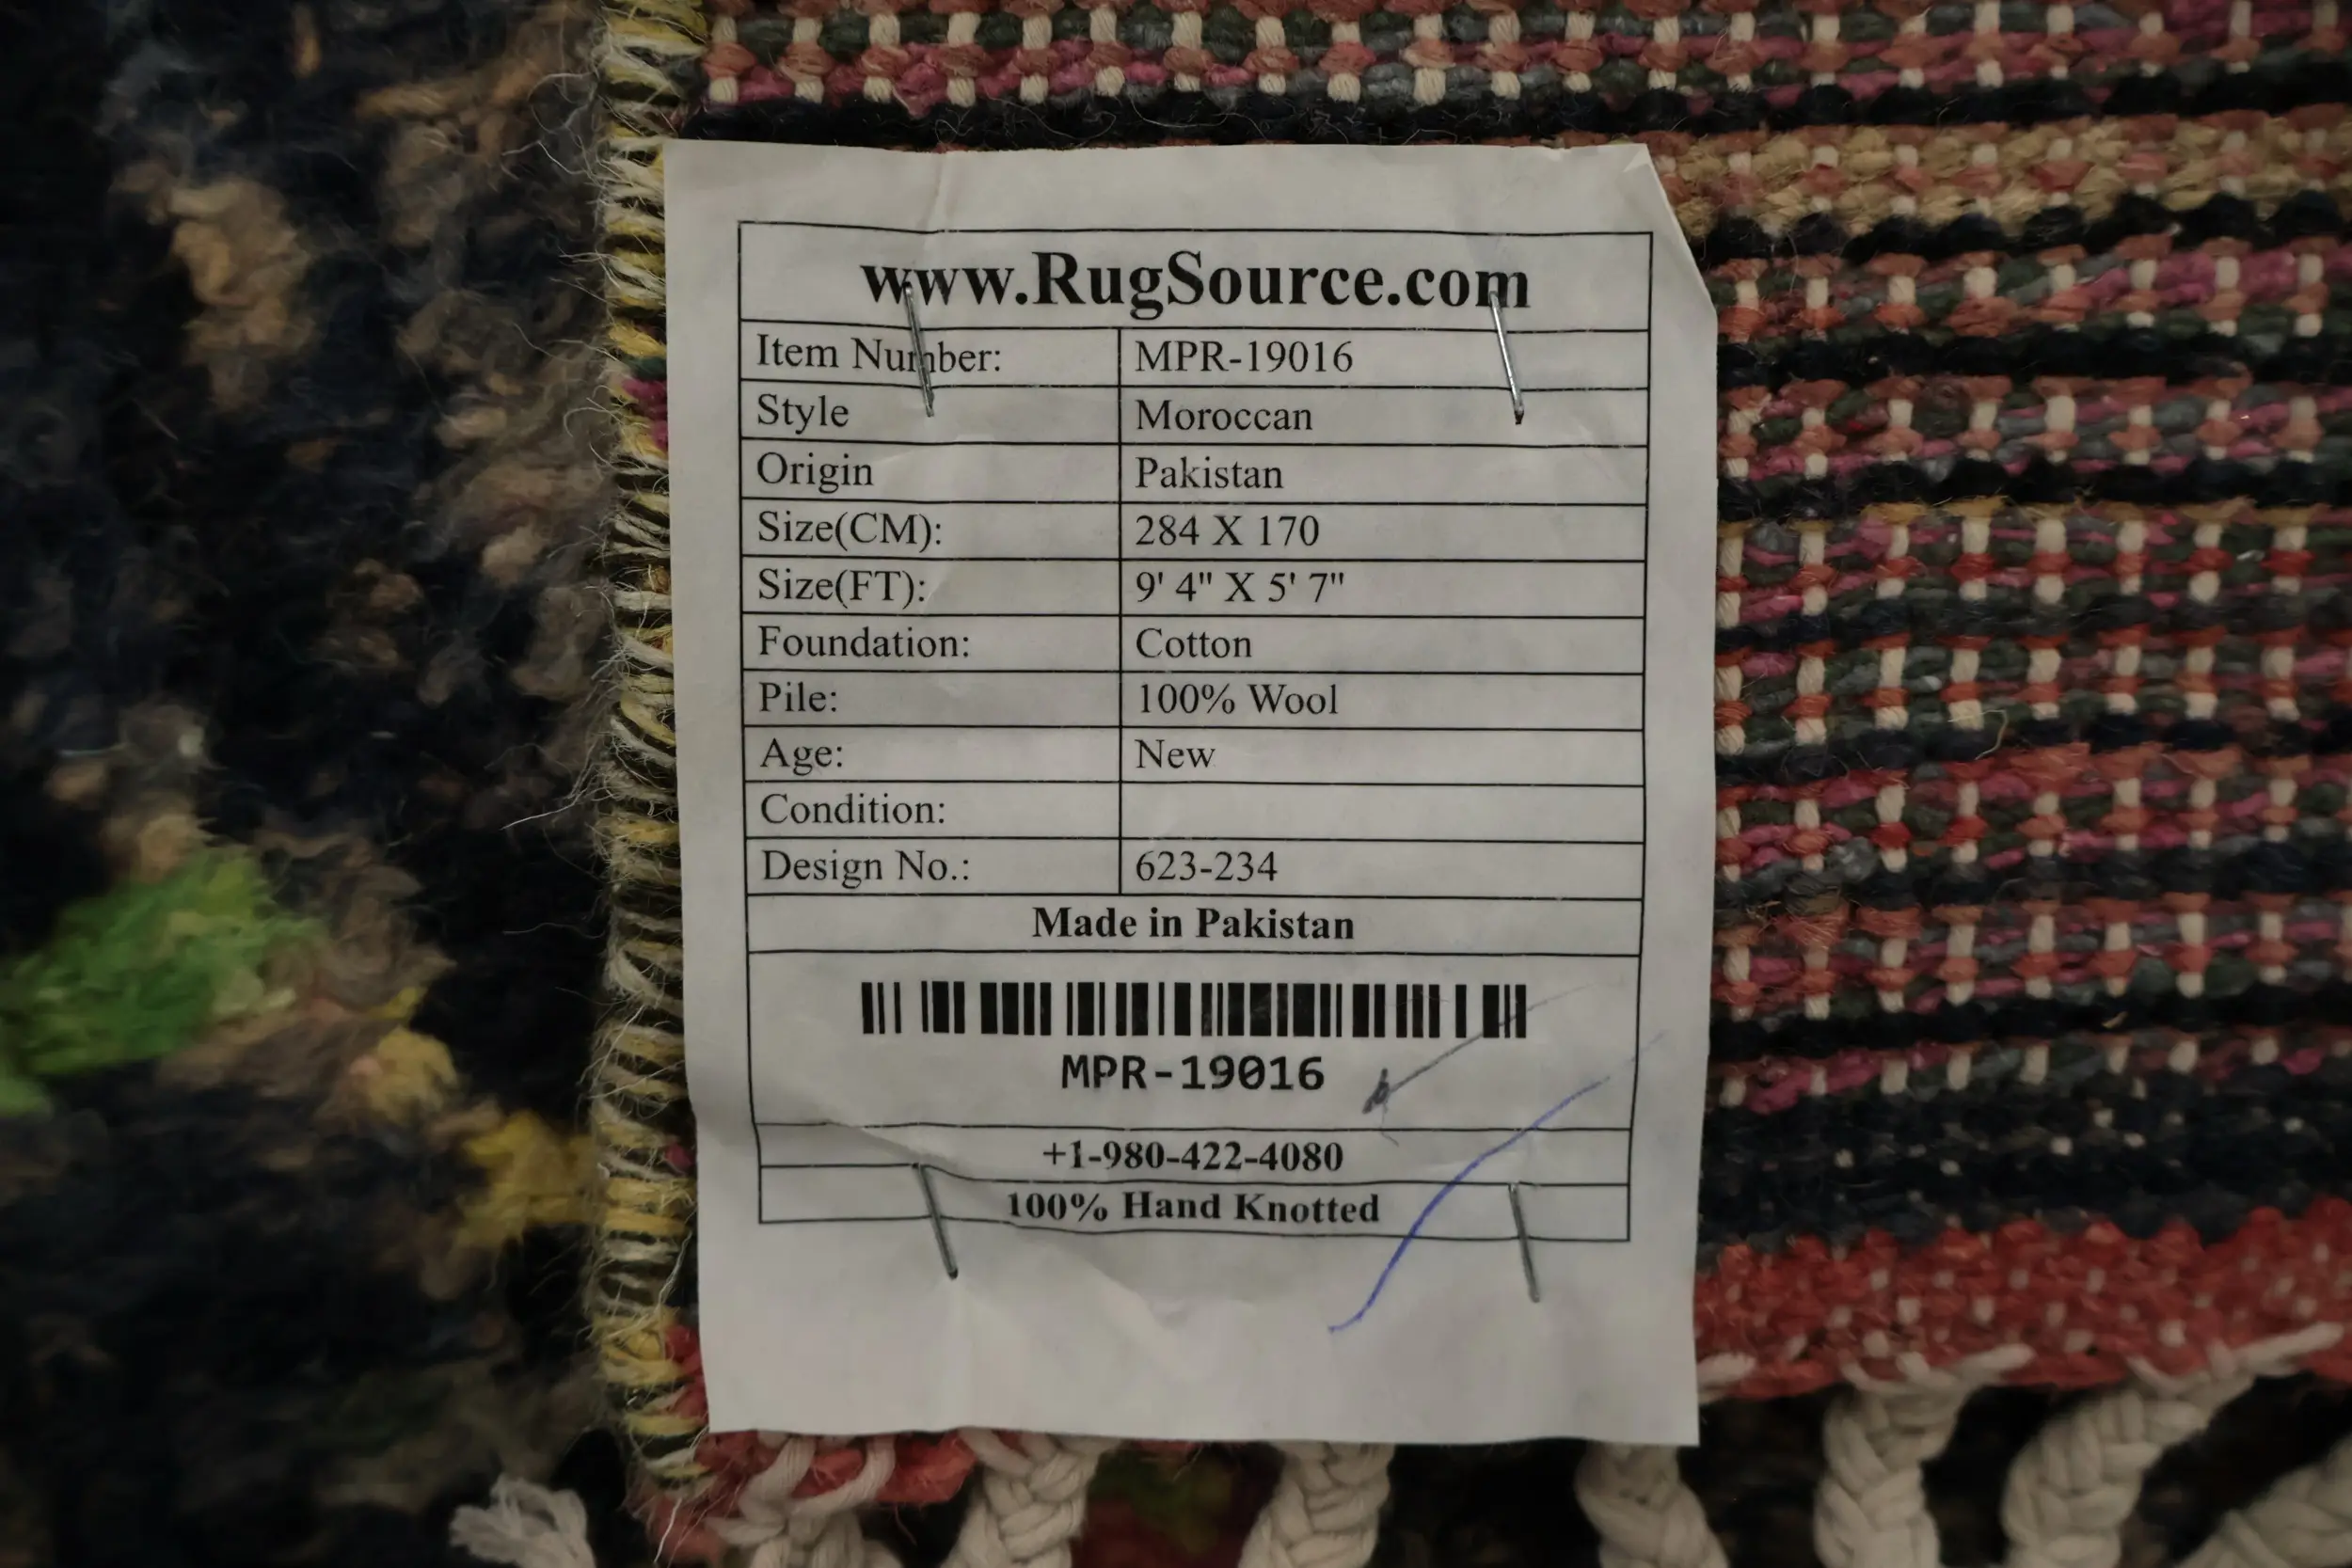 www.RugSource.com
Item Number: MPR-19016
Style Moroccan
Origin Pakistan
Size(CM): 284 X 170
Size(FT): 9' 4" X 5' 7"
Foundation: Cotton
Pile: 100% Wool
Age: New
Condition:
Design No.: 623-234
Made in Pakistan
MPR-19016
+1-980-422-4080
100% Hand Knotted